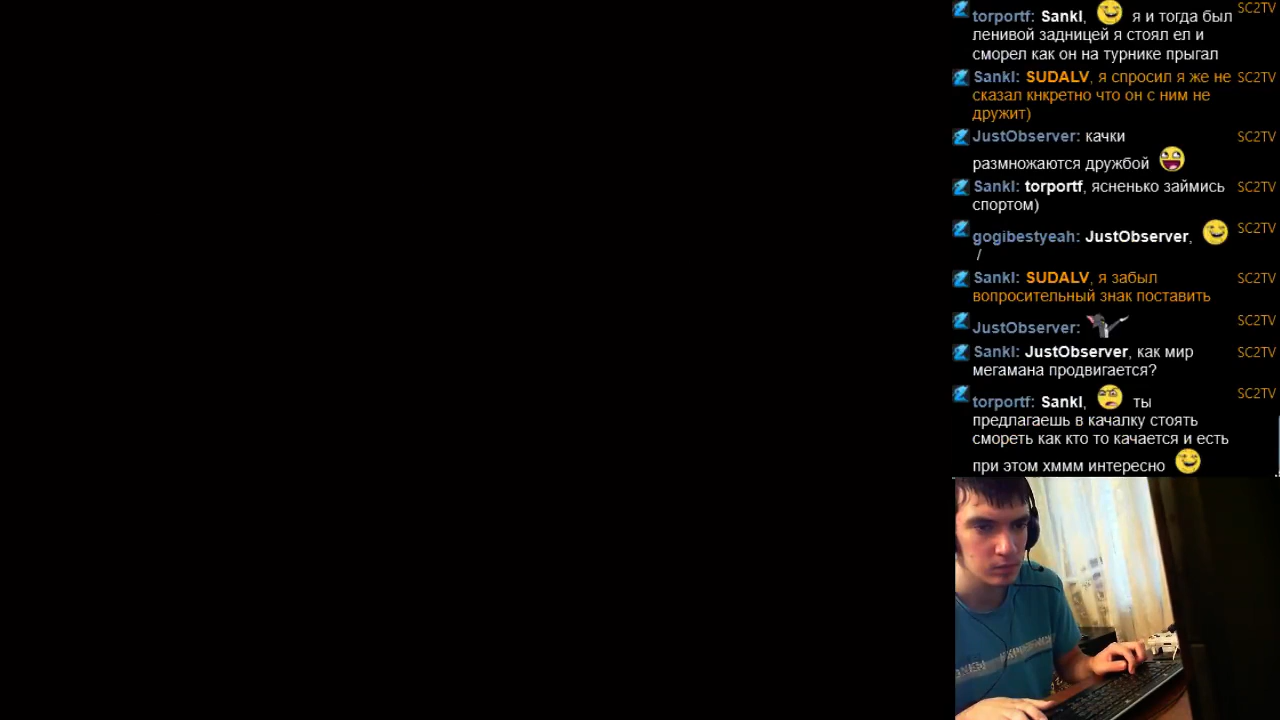 torportf: Sankl, я и тогда был SC2TV
ленивой задницей я стоял ел и
сморел как он на турнике прыгал
Sankl: SUDALV, я спросил я же не SC2TV
сказал кнкретно что он с ним не
дружит)
JustObserver: качки SC2TV
размножаются дружбой
Sankl: torportf, ясненько займись SC2TV
спортом)
gogibestyeah: JustObserver, SC2TV
/
Sankl: SUDALV, я забыл SC2TV
вопросительный знак поставить
JustObserver: SC2TV
Sankl: JustObserver, как мир SC2TV
мегамана продвигается?
torportf: Sankl, ты SC2TV
предлагаешь в качалку стоять
смореть как кто то качается и есть
при этом хммм интересно